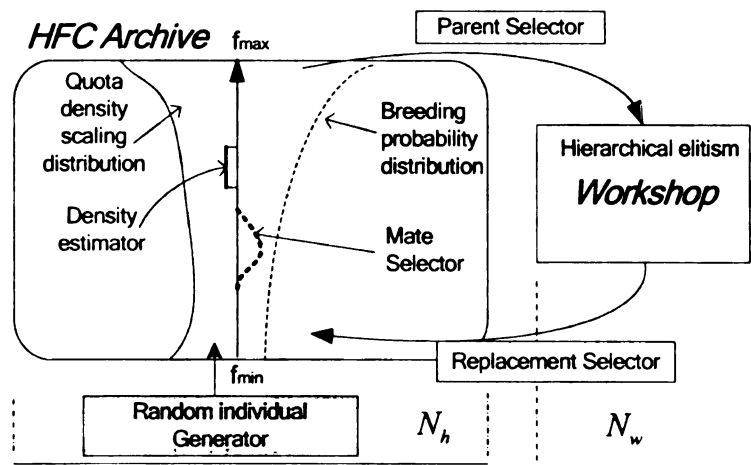 HFC Archive
fmax
Parent Selector
Quota
density
scaling
distribution
Breeding
probability
distribution
Hierarchical elitism
Workshop
Density
estimator
Mate
Selector
fmin
Replacement Selector
Random individual
Generator
Nh
Nw